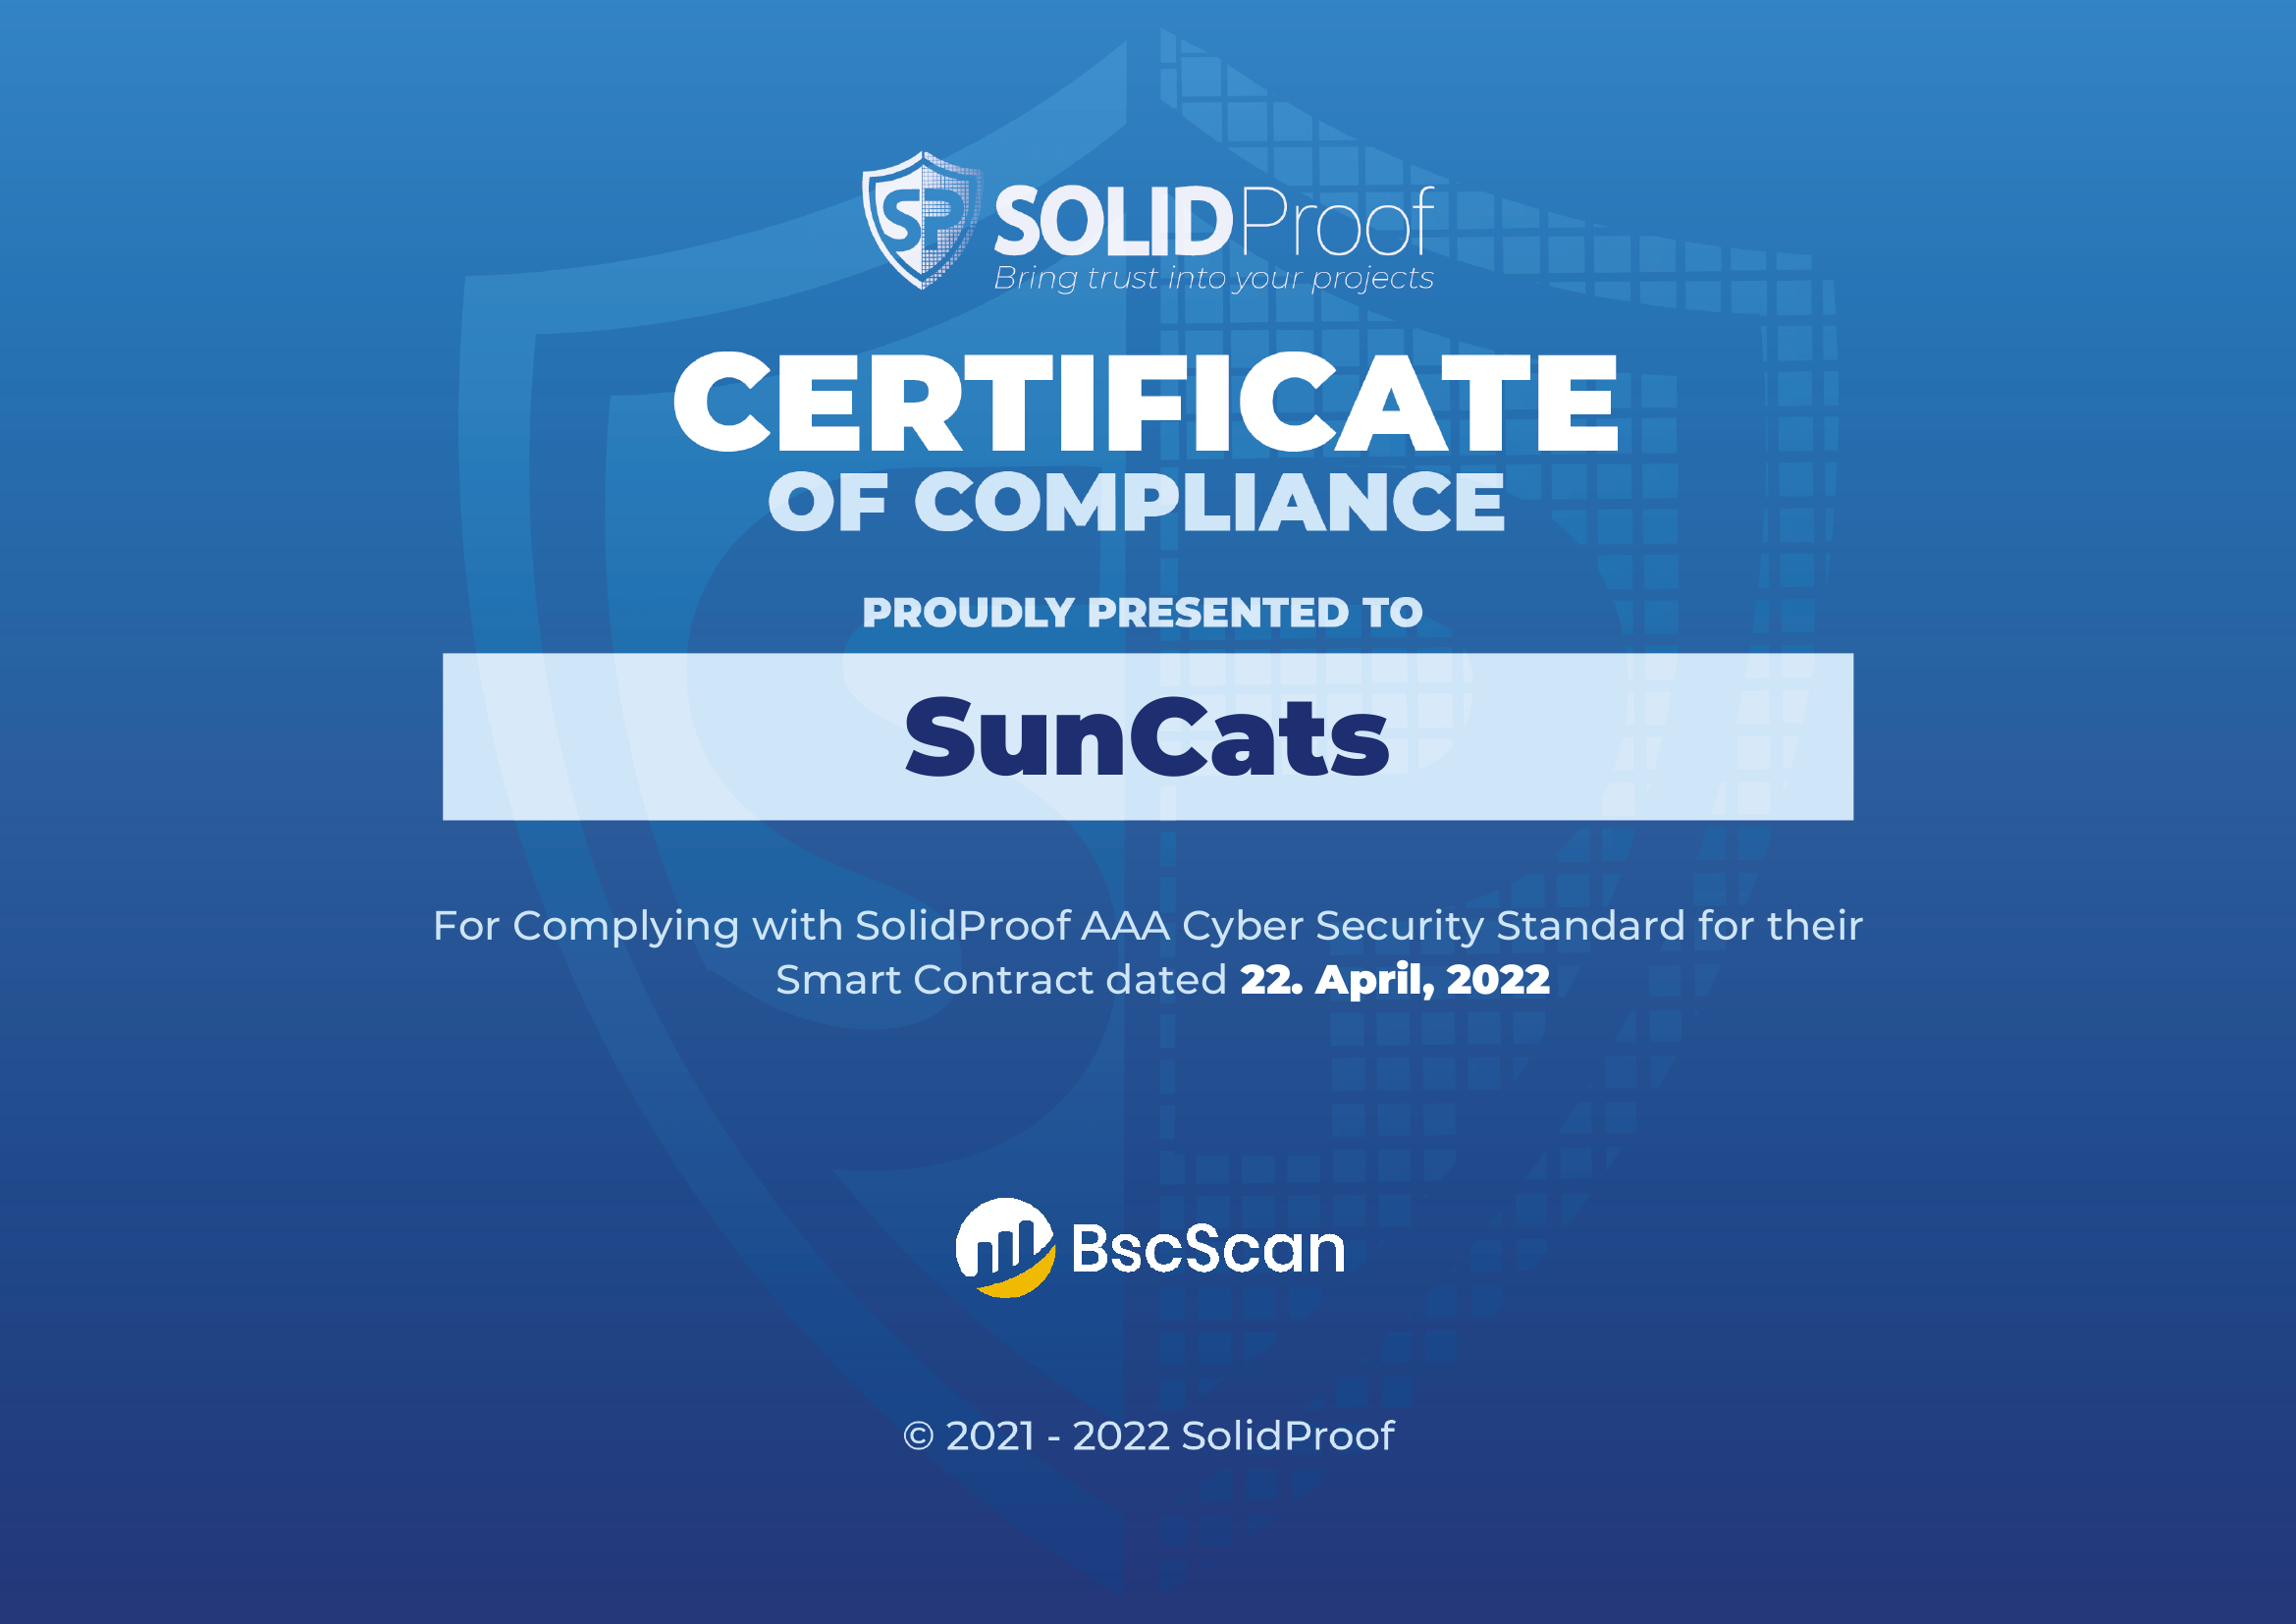 SP SOLIDProof
Bring trust into your projects
CERTIFICATE
OF COMPLIANCE
PROUDLY PRESENTED TO
SunCats
For Complying with SolidProof AAA Cyber Security Standard for their
Smart Contract dated 22. April, 2022
BscScan
© 2021 - 2022 SolidProof